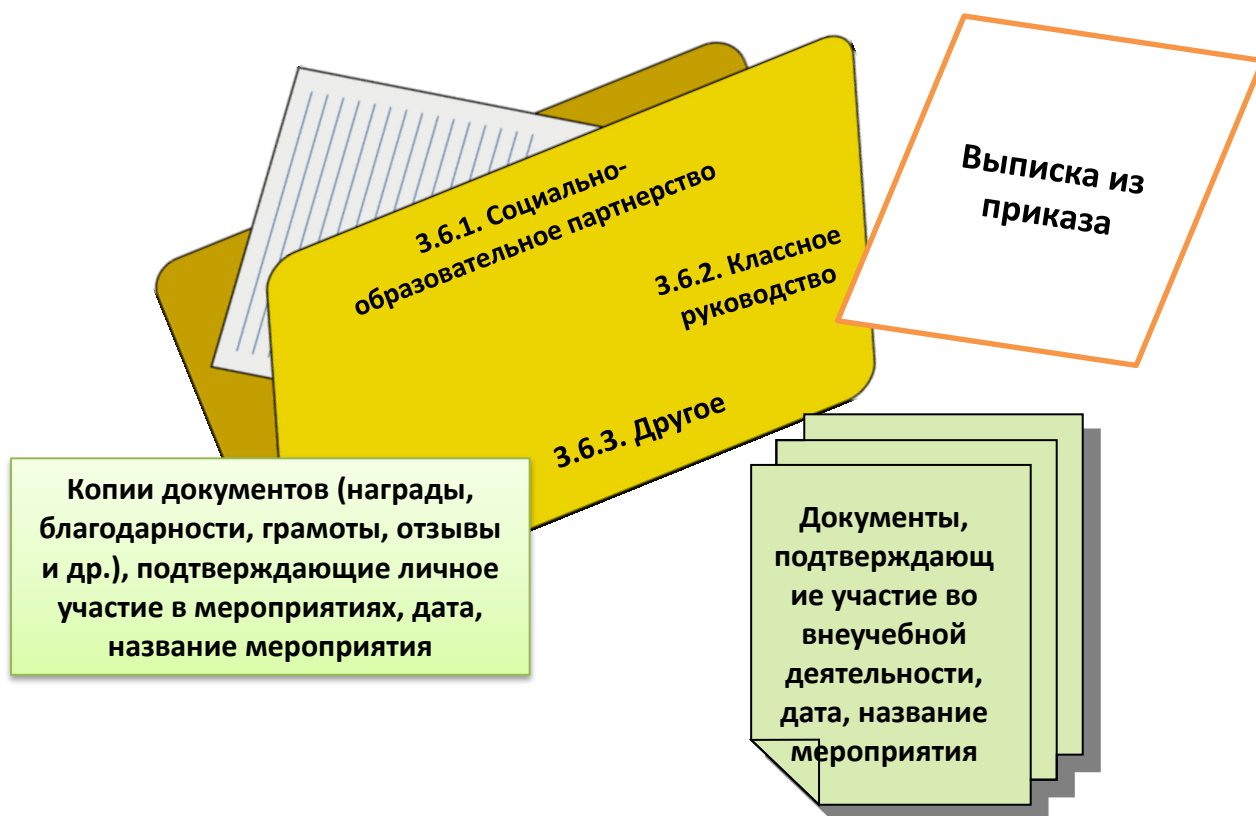 3.6.1. Социально-
образовательное партнерство
3.6.2. Классное
руководство
3.6.3. Другое
Выписка из
приказа
Копии документов (награды,
благодарности, грамоты, отзывы
и др.), подтверждающие личное
участие в мероприятиях, дата,
название мероприятия
Документы,
подтверждающ
ие участие во
внеучебной
деятельности,
дата, название
мероприятия